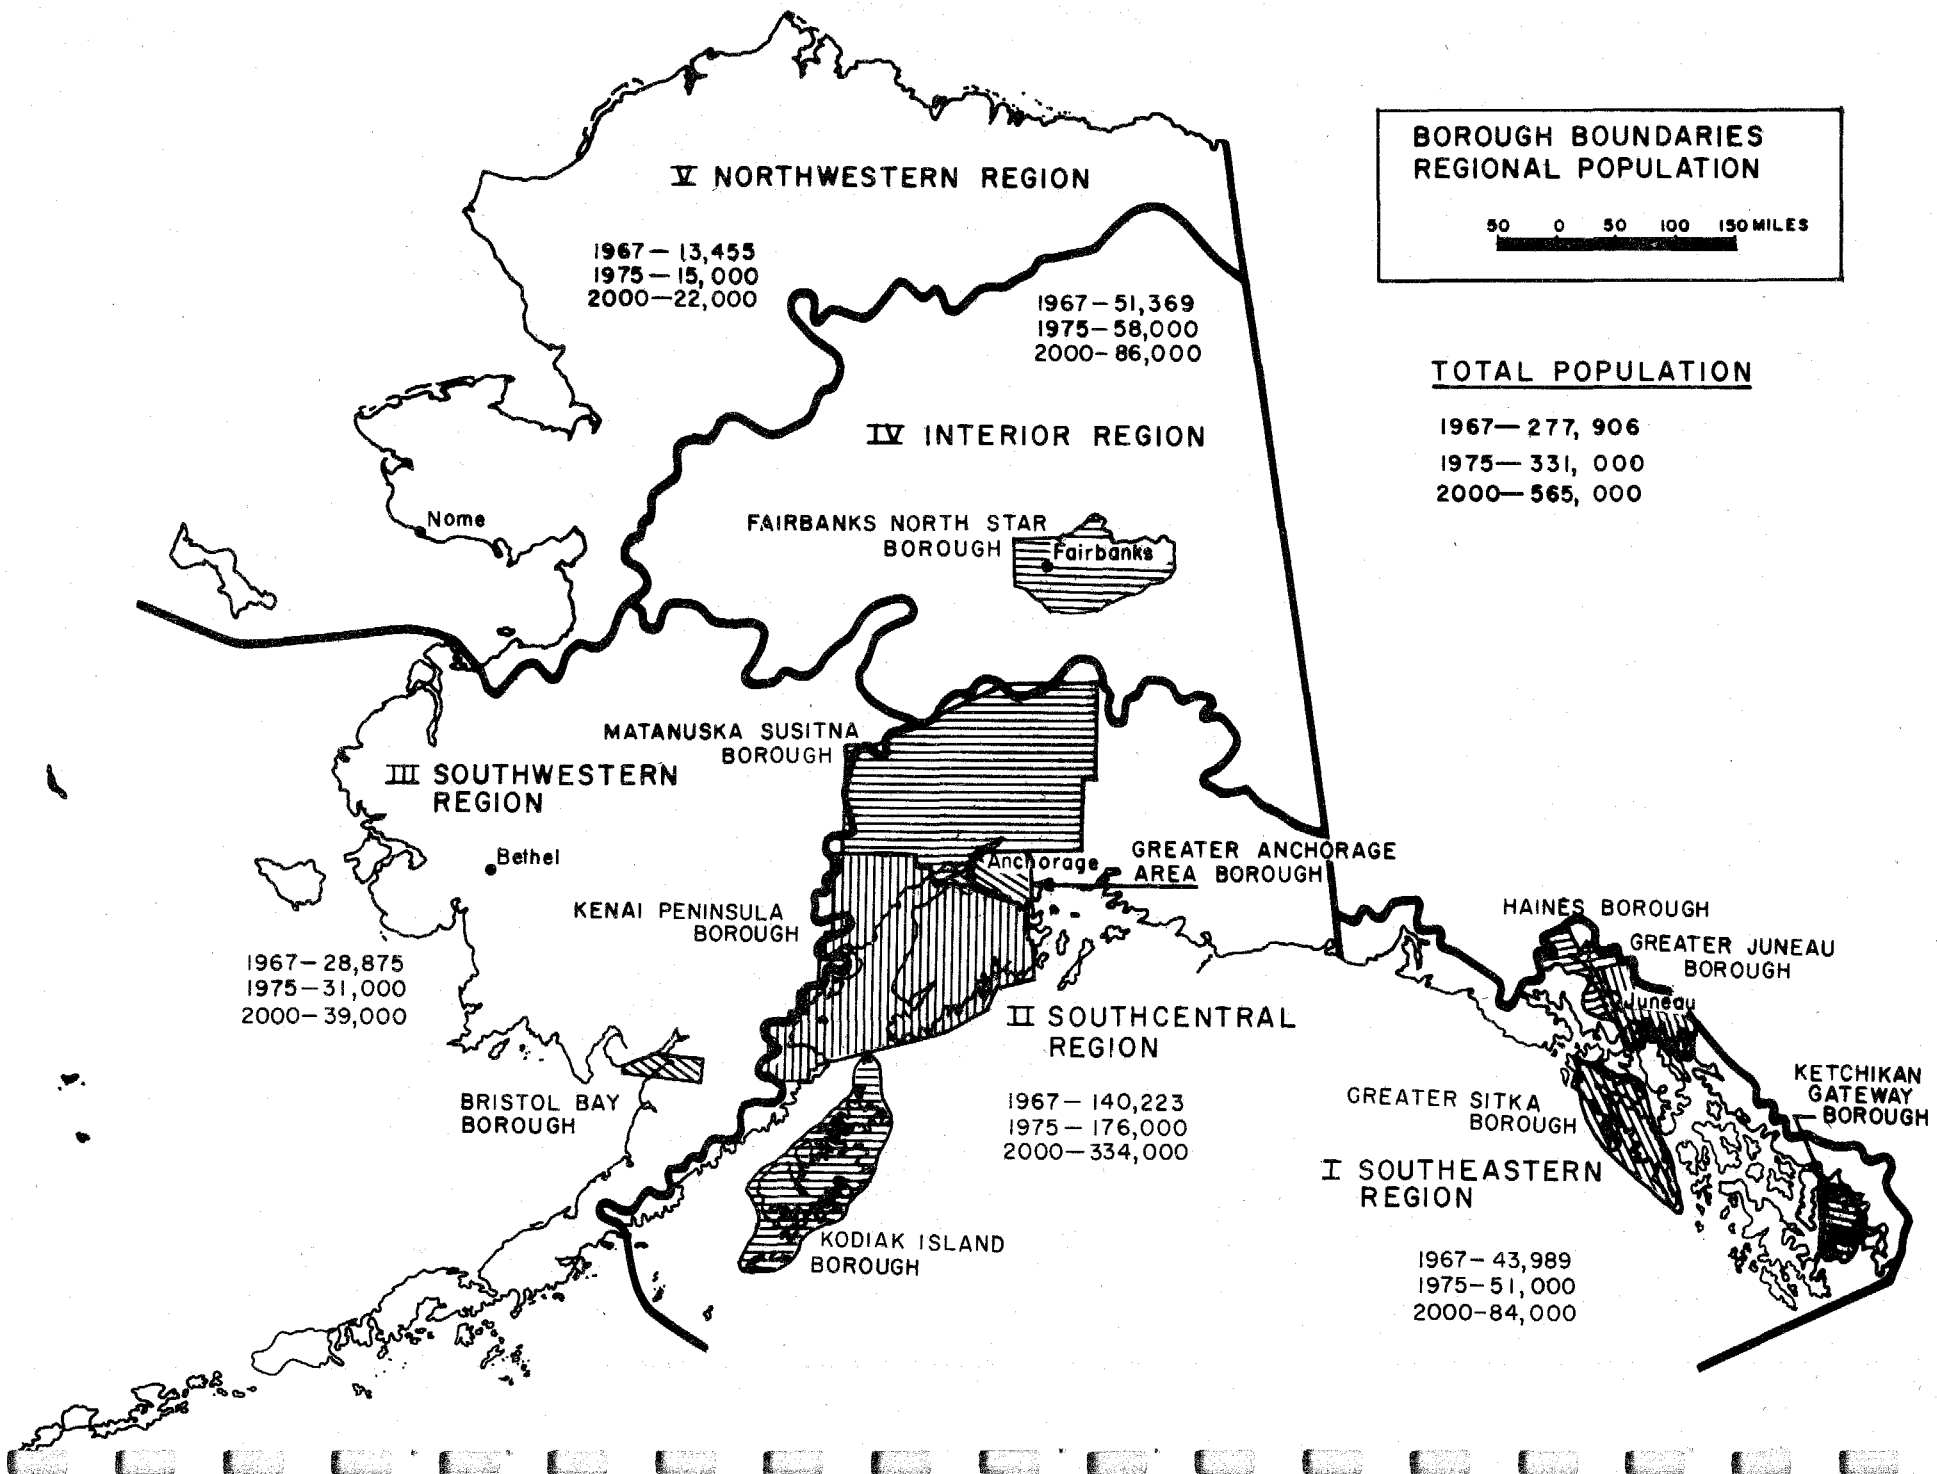 BOROUGH BOUNDARIES
REGIONAL POPULATION
50 0 50 100 150 MILES
V NORTHWESTERN REGION
1967-13,455
1975-15,000
2000-22,000
1967-51,369
1975-58,000
2000-86,000
TOTAL POPULATION
1967-277,906
1975-331,000
2000-565,000
IV INTERIOR REGION
Nome
FAIRBANKS NORTH STAR
BOROUGH
Fairbanks
MATANUSKA SUSITNA
BOROUGH
III SOUTHWESTERN
REGION
Bethel
Anchorage
GREATER ANCHORAGE
AREA BOROUGH
KENAI PENINSULA
BOROUGH
HAINES BOROUGH
GREATER JUNEAU
BOROUGH
Juneau
1967-28,875
1975-31,000
2000-39,000
II SOUTHCENTRAL
REGION
1967-140,223
1975-176,000
2000-334,000
BRISTOL BAY
BOROUGH
KETCHIKAN
GATEWAY
BOROUGH
GREATER SITKA
BOROUGH
I SOUTHEASTERN
REGION
KODIAK ISLAND
BOROUGH
1967-43,989
1975-51,000
2000-84,000